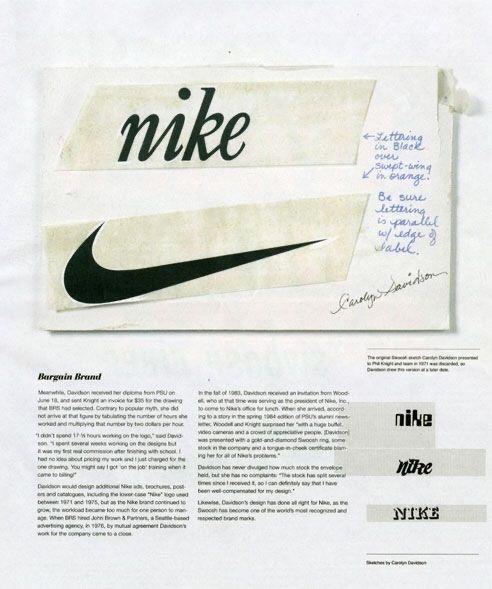 nike
Lettering
in Black
over
swept-wing
in orange.
Be sure
lettering
is parallel
w/ edge of
label.
Carolyn Davidson
The original Swoosh sketch Carolyn Davidson presented
to Phil Knight and team in 1971 was discarded, so
Davidson drew this version at a later date.
Bargain Brand
Meanwhile, Davidson received her diploma from PSU on
June 18, and sent Knight an invoice for $35 for the drawing
that BRS had selected. Contrary to popular myth, she did
not arrive at that figure by tabulating the number of hours she
worked and multiplying that number by two dollars per hour.
"I didn't spend 17 ½ hours working on the logo," said David-
son. "I spent several weeks working on the designs but
it was my first real commission after finishing with school. I
had no idea about pricing my work and I just charged for the
one drawing. You might say I got 'on the job' training when it
came to billing!"
Davidson would design additional Nike ads, brochures, post-
ers and catalogues, including the lower-case "Nike" logo used
between 1971 and 1975, but as the Nike brand continued to
grow, the workload became too much for one person to man-
age. When BRS hired John Brown & Partners, a Seattle-based
advertising agency, in 1976, by mutual agreement Davidson's
work for the company came to a close.
In the fall of 1983, Davidson received an invitation from Wood-
ell, who at that time was serving as the president of Nike, Inc.,
to come to Nike's office for lunch. When she arrived, accord-
ing to a story in the spring 1984 edition of PSU's alumni news-
letter, Woodell and Knight surprised her "with a huge buffet,
video cameras and a crowd of appreciative people. [Davidson]
was presented with a gold-and-diamond Swoosh ring, some
stock in the company and a tongue-in-cheek certificate blam-
ing her for all of Nike's problems."
Davidson has never divulged how much stock the envelope
held, but she has no complaints: "The stock has split several
times since I received it, so I can definitely say that I have
been well-compensated for my design."
Likewise, Davidson's design has done all right for Nike, as the
Swoosh has become one of the world's most recognized and
respected brand marks.
nike
nike
NIKE
Sketches by Carolyn Davidson